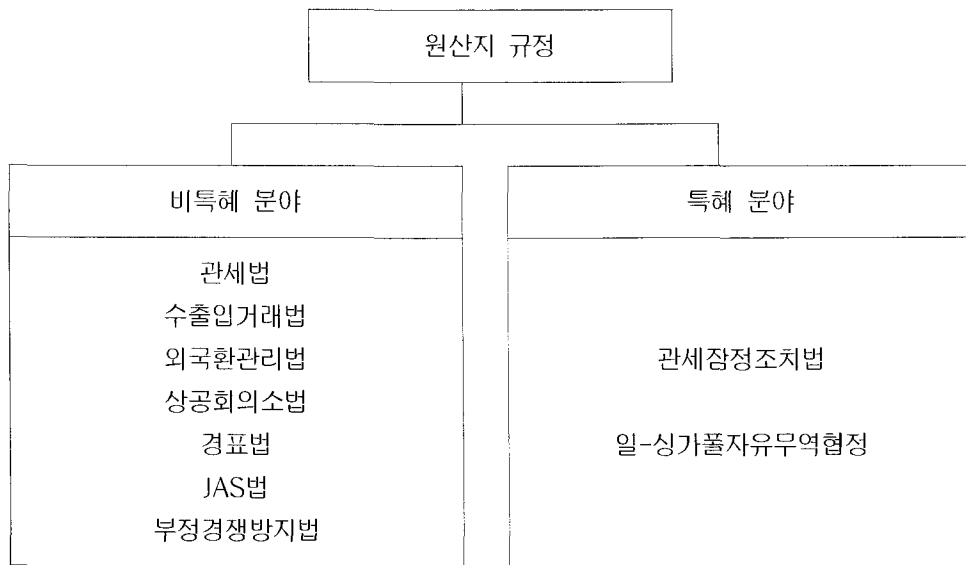 원산지 규정
비특혜 분야
관세법
수출입거래법
외국환관리법
상공회의소법
경표법
JAS법
부정경쟁방지법
특혜 분야
관세잠정조치법
일-싱가폴자유무역협정